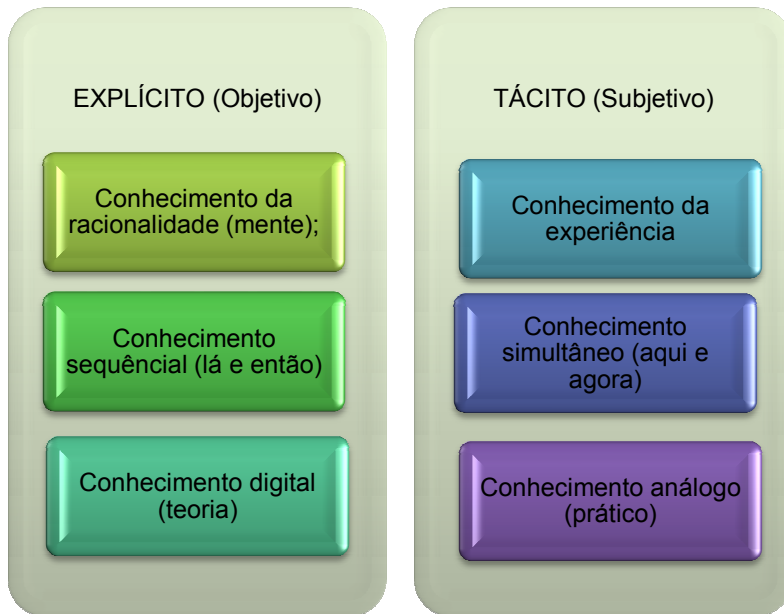 EXPLÍCITO (Objetivo)
Conhecimento da
racionalidade (mente);
Conhecimento
sequêncial (lá e então)
Conhecimento digital
(teoria)
TÁCITO (Subjetivo)
Conhecimento da
experiência
Conhecimento
simultâneo (aqui e
agora)
Conhecimento análogo
(prático)